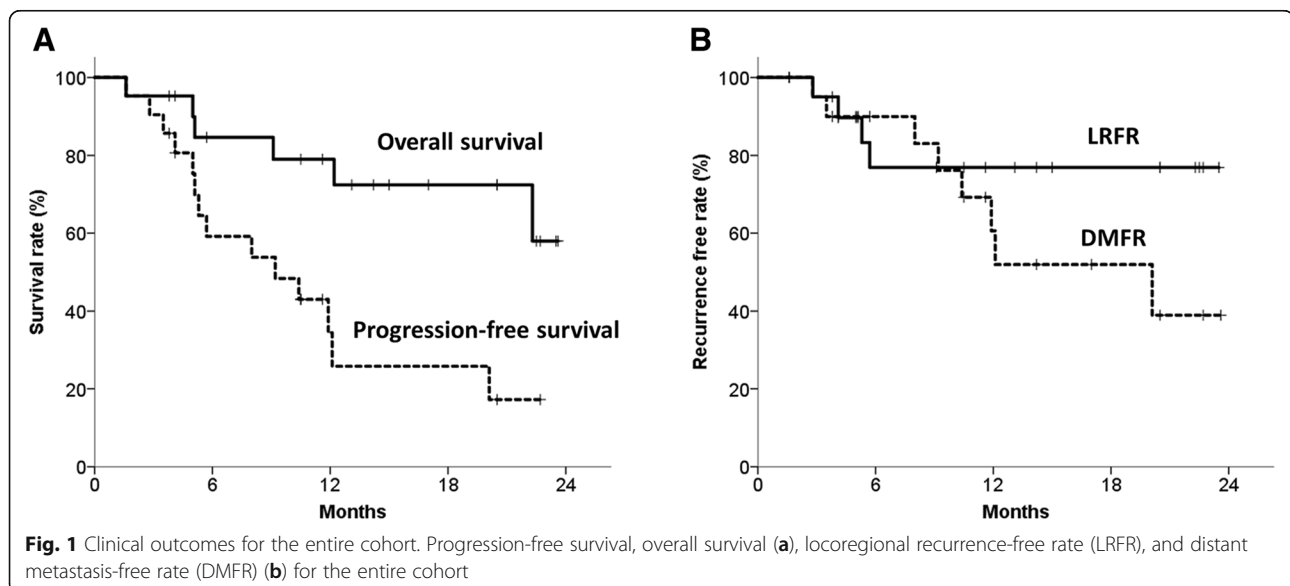 A
100
80
60
40
20
0
Survival rate (%)
Overall survival
Progression-free survival
0 6 12 18 24
Months
B
100
80
60
40
20
0
Recurrence free rate (%)
LRFR
DMFR
0 6 12 18 24
Months
Fig. 1 Clinical outcomes for the entire cohort. Progression-free survival, overall survival (a), locoregional recurrence-free rate (LRFR), and distant
metastasis-free rate (DMFR) (b) for the entire cohort